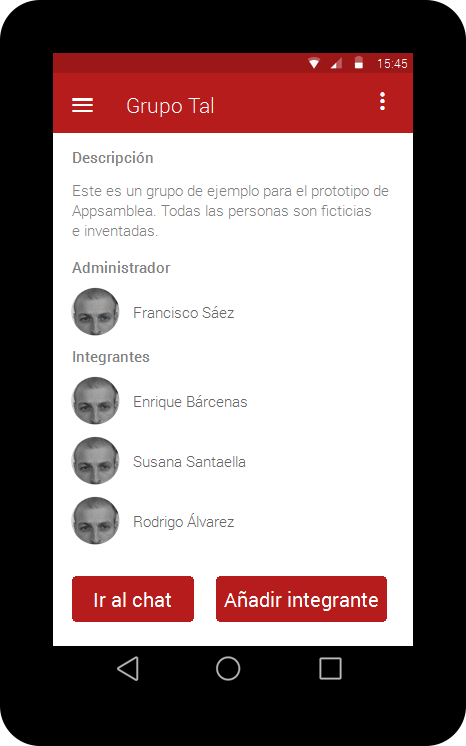 15:45
Grupo Tal
Descripción
Este es un grupo de ejemplo para el prototipo de
Appsamblea. Todas las personas son ficticias
e inventadas.
Administrador
Francisco Sáez
Integrantes
Enrique Bárcenas
Susana Santaella
Rodrigo Álvarez
Ir al chat
Añadir integrante